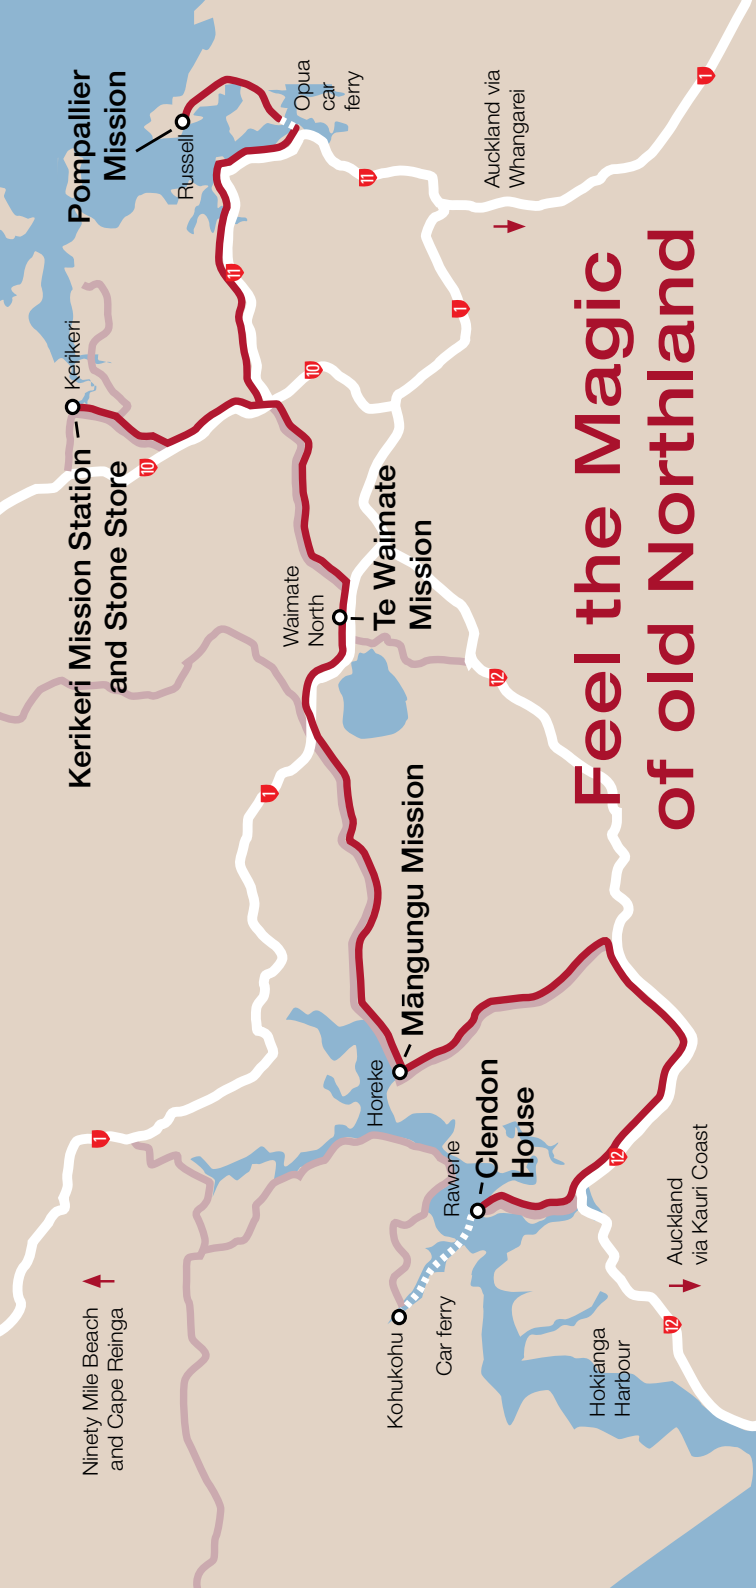 Ninety Mile Beach
and Cape Reinga
1
1
Kerikeri Mission Station
and Stone Store
10
Kerikeri
Pompallier
Mission
Russell
Opua
car
ferry
11
11
10
Waimate
North
Te Waimate
Mission
1
Auckland via
Whangarei
1
12
Horeke
Māngungu Mission
Kohukohu
Car ferry
Rawene
Clendon
House
12
Hokianga
Harbour
12
Auckland
via Kauri Coast
Feel the Magic
of old Northland